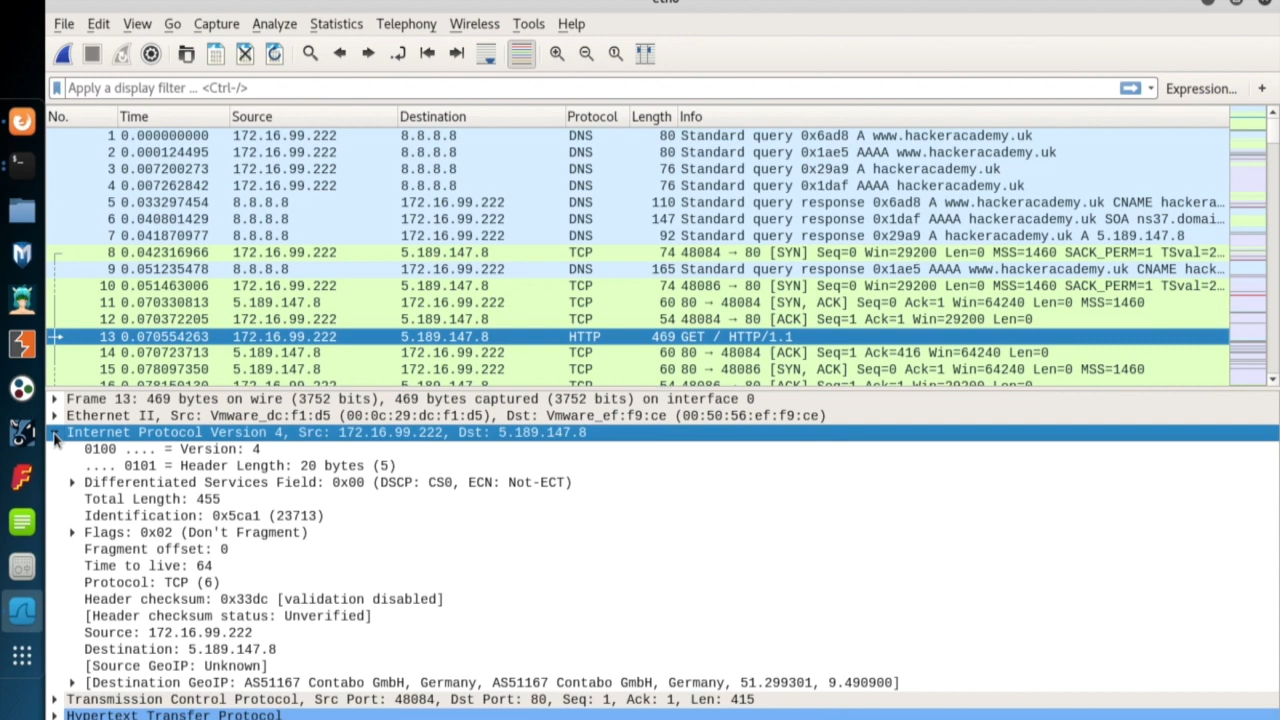 File Edit View Go Capture Analyze Statistics Telephony Wireless Tools Help
Apply a display filter ... <Ctrl-/> Expression... +
No. Time Source Destination Protocol Length Info
1 0.000000000 172.16.99.222 8.8.8.8 DNS 80 Standard query 0x6ad8 A www.hackeracademy.uk
2 0.000124495 172.16.99.222 8.8.8.8 DNS 80 Standard query 0x1ae5 AAAA www.hackeracademy.uk
3 0.007200273 172.16.99.222 8.8.8.8 DNS 76 Standard query 0x29a9 A hackeracademy.uk
4 0.007262842 172.16.99.222 8.8.8.8 DNS 76 Standard query 0x1daf AAAA hackeracademy.uk
5 0.033297454 8.8.8.8 172.16.99.222 DNS 110 Standard query response 0x6ad8 A www.hackeracademy.uk CNAME hackera…
6 0.040801429 8.8.8.8 172.16.99.222 DNS 147 Standard query response 0x1daf AAAA hackeracademy.uk SOA ns37.domai…
7 0.041870977 8.8.8.8 172.16.99.222 DNS 92 Standard query response 0x29a9 A hackeracademy.uk A 5.189.147.8
8 0.042316966 172.16.99.222 5.189.147.8 TCP 74 48084 → 80 [SYN] Seq=0 Win=29200 Len=0 MSS=1460 SACK_PERM=1 TSval=2…
9 0.051235478 8.8.8.8 172.16.99.222 DNS 165 Standard query response 0x1ae5 AAAA www.hackeracademy.uk CNAME hack…
10 0.051463006 172.16.99.222 5.189.147.8 TCP 74 48086 → 80 [SYN] Seq=0 Win=29200 Len=0 MSS=1460 SACK_PERM=1 TSval=2…
11 0.070330813 5.189.147.8 172.16.99.222 TCP 60 80 → 48084 [SYN, ACK] Seq=0 Ack=1 Win=64240 Len=0 MSS=1460
12 0.070372205 172.16.99.222 5.189.147.8 TCP 54 48084 → 80 [ACK] Seq=1 Ack=1 Win=29200 Len=0
13 0.070554263 172.16.99.222 5.189.147.8 HTTP 469 GET / HTTP/1.1
14 0.070723713 5.189.147.8 172.16.99.222 TCP 60 80 → 48084 [ACK] Seq=1 Ack=416 Win=64240 Len=0
15 0.078097350 5.189.147.8 172.16.99.222 TCP 60 80 → 48086 [SYN, ACK] Seq=0 Ack=1 Win=64240 Len=0 MSS=1460
Frame 13: 469 bytes on wire (3752 bits), 469 bytes captured (3752 bits) on interface 0
Ethernet II, Src: Vmware_dc:f1:d5 (00:0c:29:dc:f1:d5), Dst: Vmware_ef:f9:ce (00:50:56:ef:f9:ce)
Internet Protocol Version 4, Src: 172.16.99.222, Dst: 5.189.147.8
0100 .... = Version: 4
.... 0101 = Header Length: 20 bytes (5)
Differentiated Services Field: 0x00 (DSCP: CS0, ECN: Not-ECT)
Total Length: 455
Identification: 0x5ca1 (23713)
Flags: 0x02 (Don't Fragment)
Fragment offset: 0
Time to live: 64
Protocol: TCP (6)
Header checksum: 0x33dc [validation disabled]
[Header checksum status: Unverified]
Source: 172.16.99.222
Destination: 5.189.147.8
[Source GeoIP: Unknown]
[Destination GeoIP: AS51167 Contabo GmbH, Germany, AS51167 Contabo GmbH, Germany, 51.299301, 9.490900]
Transmission Control Protocol, Src Port: 48084, Dst Port: 80, Seq: 1, Ack: 1, Len: 415
Hypertext Transfer Protocol